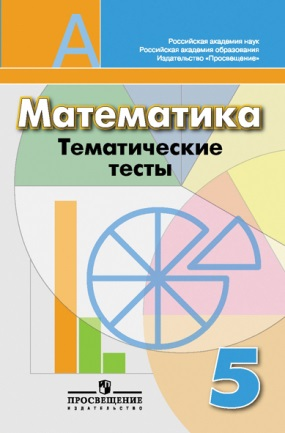 А
Российская академия наук
Российская академия образования
Издательство «Просвещение»
Математика
Тематические
тесты
5
ПРОСВЕЩЕНИЕ
ИЗДАТЕЛЬСТВО